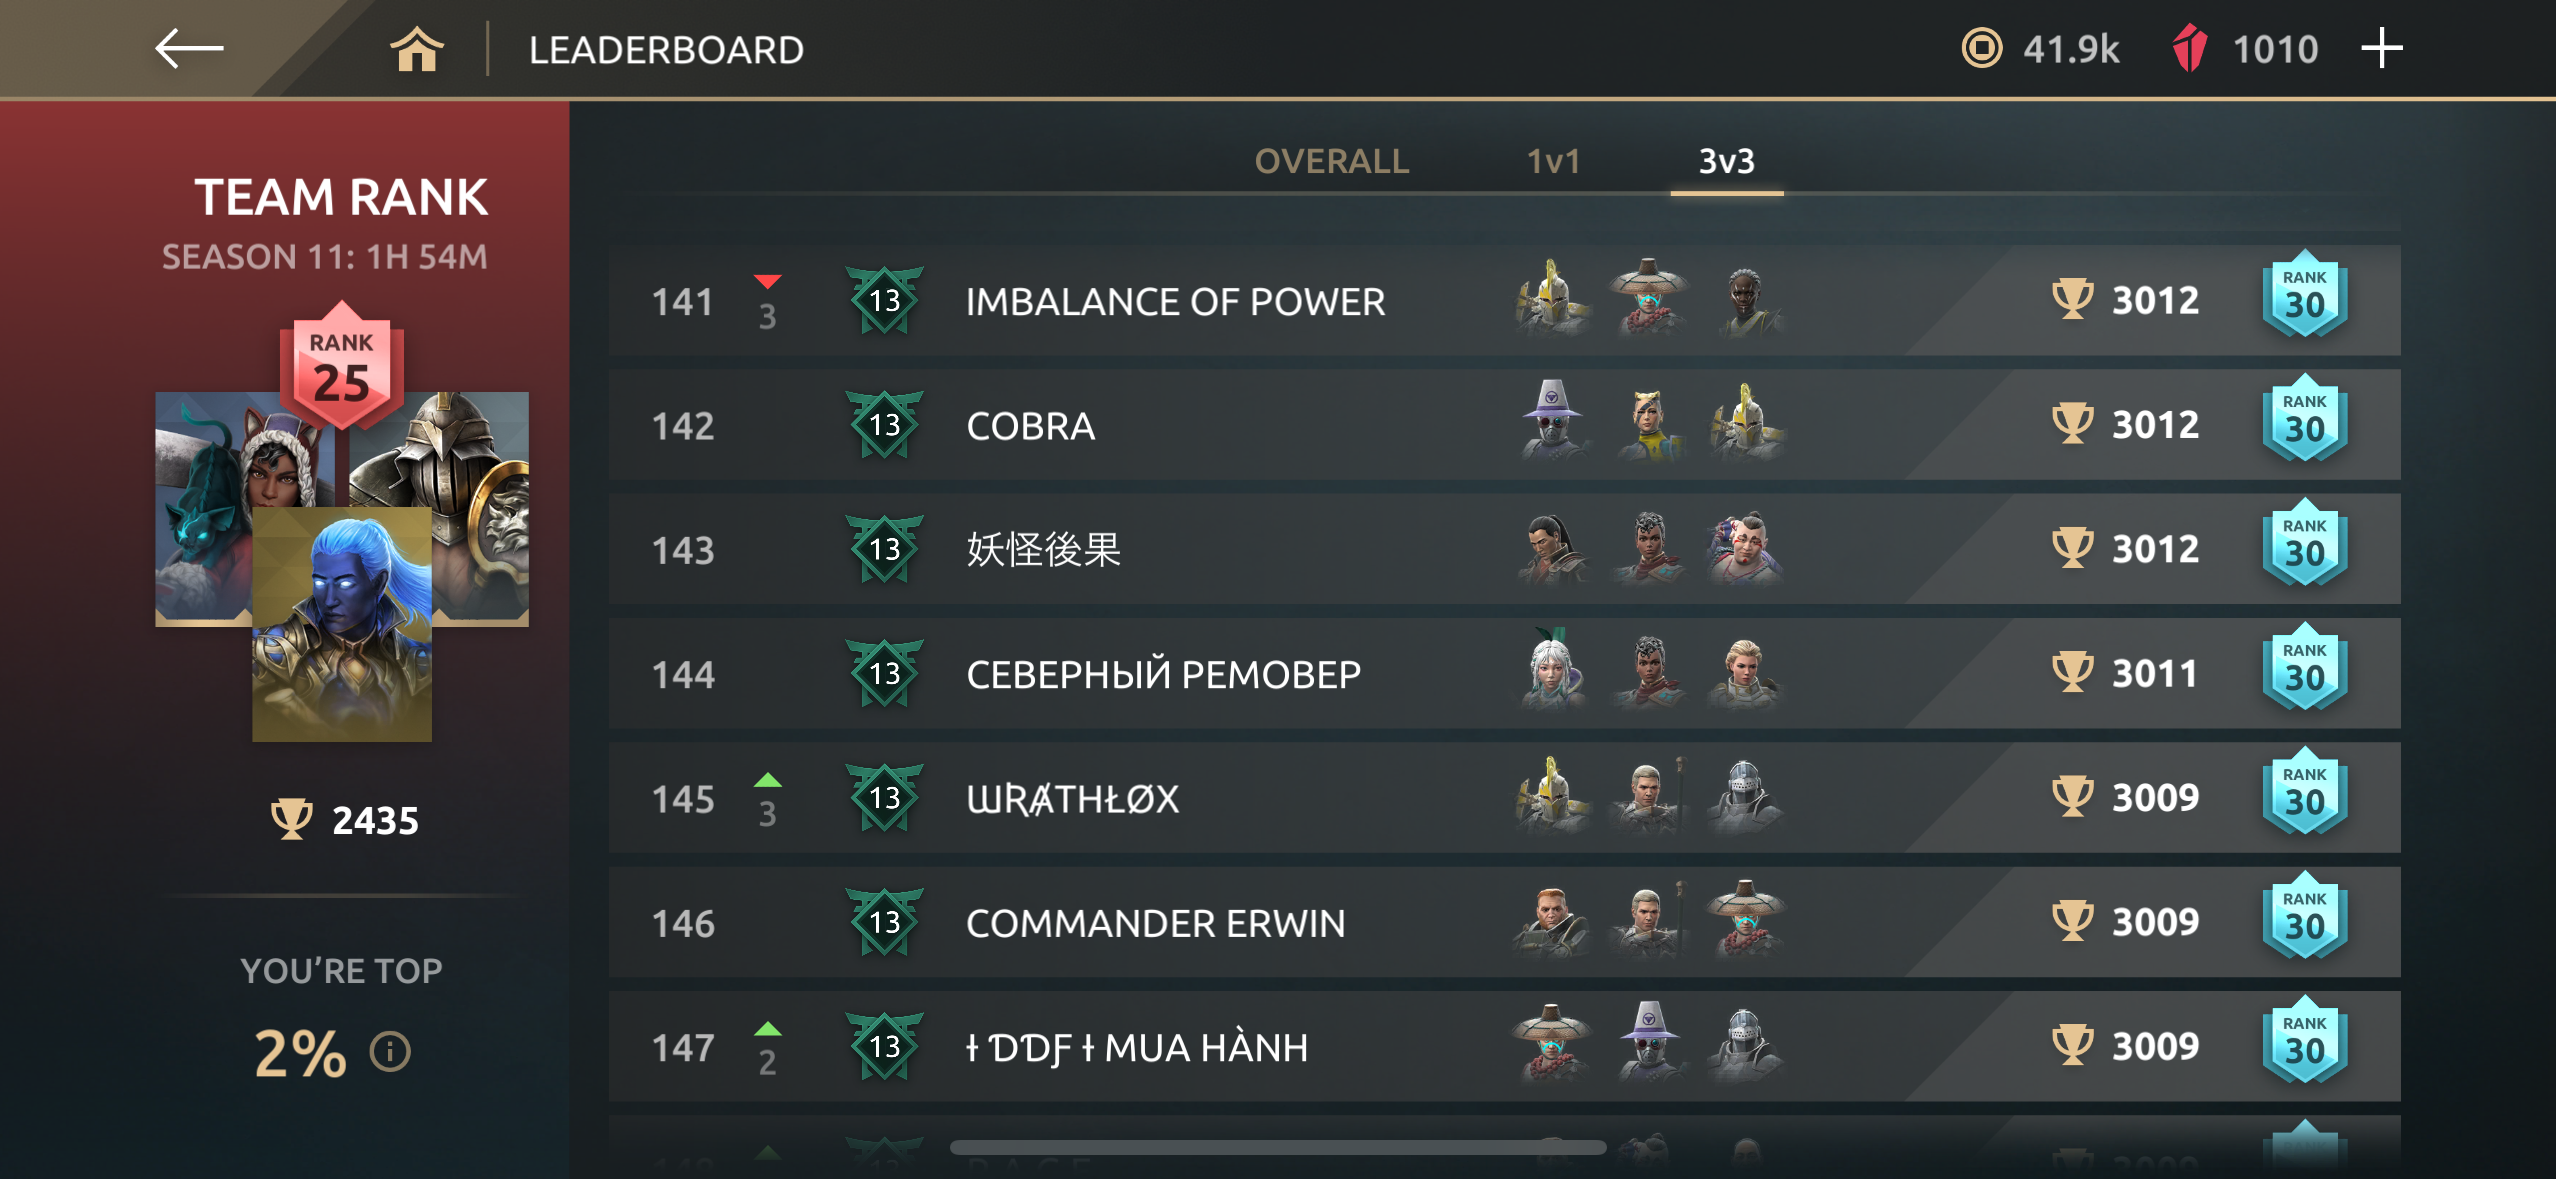 LEADERBOARD
41.9k
1010
TEAM RANK
SEASON 11: 1H 54M
RANK
25
2435
YOU'RE TOP
2%
OVERALL 1v1 3v3
141 3 13 IMBALANCE OF POWER 3012 RANK 30
142 13 COBRA 3012 RANK 30
143 13 妖怪後果 3012 RANK 30
144 13 СЕВЕРНЫЙ РЕМОВЕР 3011 RANK 30
145 3 13 ƜƦȺTHŁØX 3009 RANK 30
146 13 COMMANDER ERWIN 3009 RANK 30
147 2 13 ƚ ƊƊƑ ƚ MUA HÀNH 3009 RANK 30